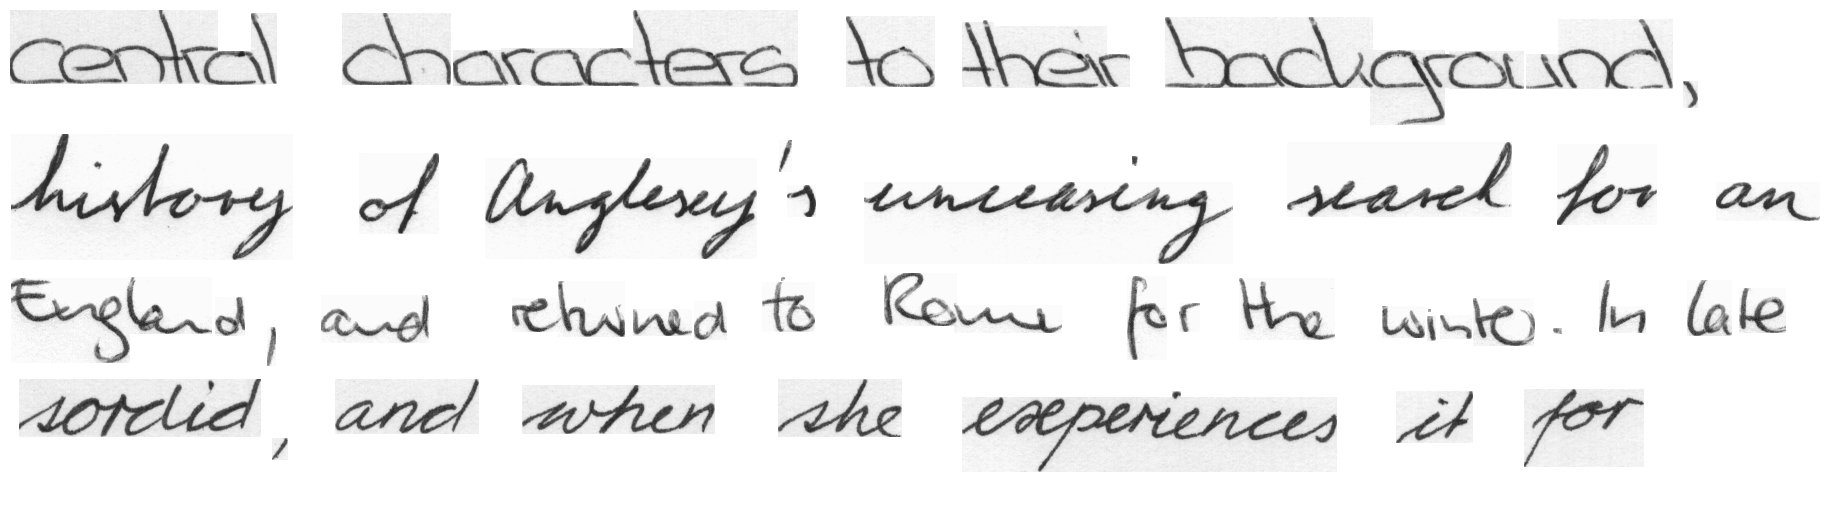 central characters to their background,
history of Anglesey's unceasing search for an
England, and returned to Rome for the winter. In late
sordid, and when she experiences it for